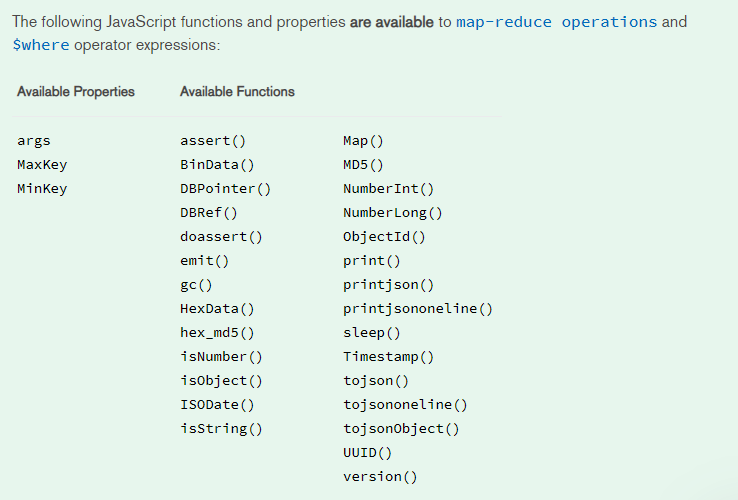 The following JavaScript functions and properties are available to map-reduce operations and
$where operator expressions:
Available Properties Available Functions
args assert() Map()
MaxKey BinData() MD5()
MinKey DBPointer() NumberInt()
DBRef() NumberLong()
doassert() ObjectId()
emit() print()
gc() printjson()
HexData() printjsononeline()
hex_md5() sleep()
isNumber() Timestamp()
isObject() tojson()
ISODate() tojsononeline()
isString() tojsonObject()
UUID()
version()